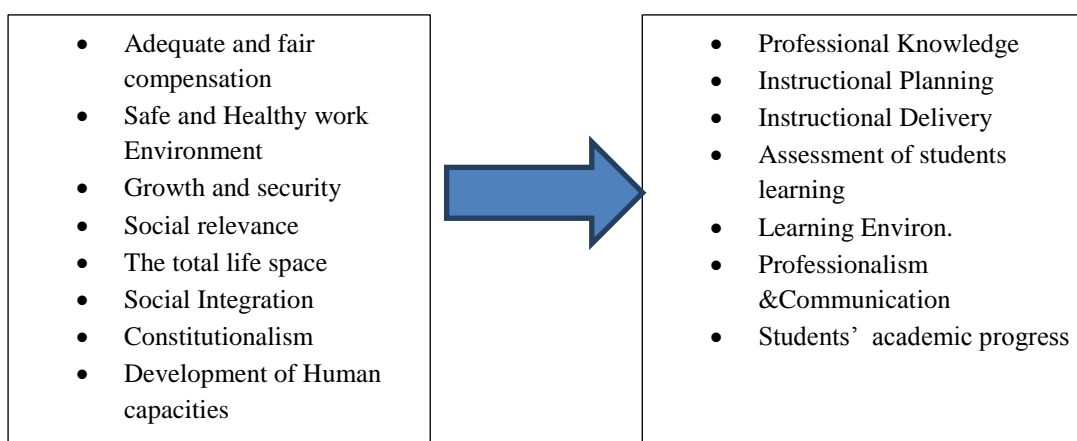 • Adequate and fair
compensation
• Safe and Healthy work
Environment
• Growth and security
• Social relevance
• The total life space
• Social Integration
• Constitutionalism
• Development of Human
capacities
• Professional Knowledge
• Instructional Planning
• Instructional Delivery
• Assessment of students
learning
• Learning Environ.
• Professionalism
&Communication
• Students’ academic progress